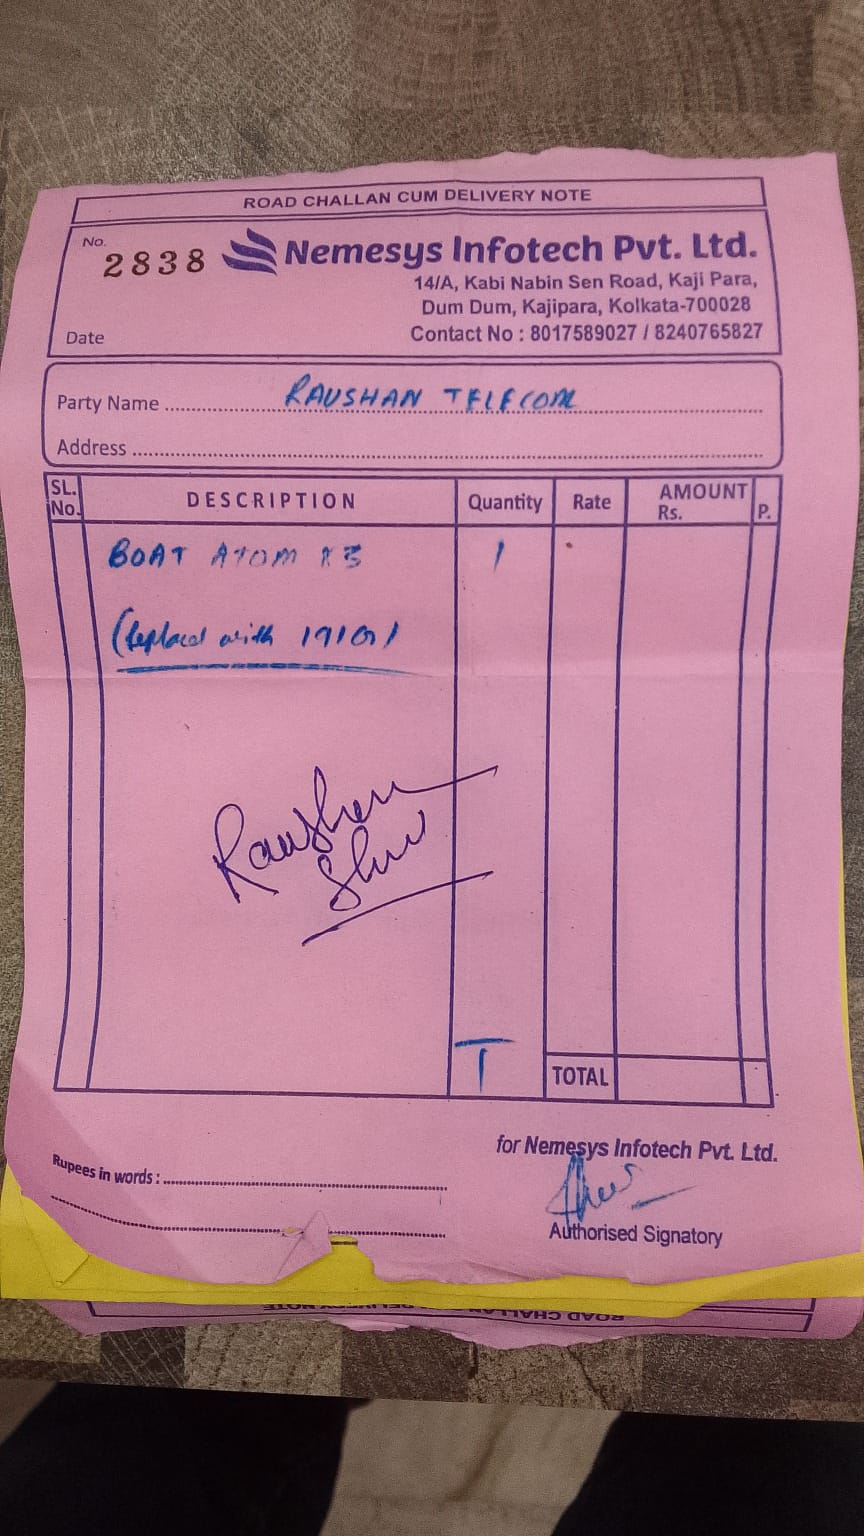 ROAD CHALLAN CUM DELIVERY NOTE
No. 2838
Nemesys Infotech Pvt. Ltd.
14/A, Kabi Nabin Sen Road, Kaji Para,
Dum Dum, Kajipara, Kolkata-700028
Date
Contact No : 8017589027 / 8240765827
Party Name RAUSHAN TELECOM
Address
SL. No. DESCRIPTION Quantity Rate AMOUNT Rs. P.
BOAT ATOM 1
(Replaced with
Raushan
Shaw
TOTAL
for Nemesys Infotech Pvt. Ltd.
Rupees in words :
Authorised Signatory
ROAD CHALLAN CUM DELIVERY NOTE